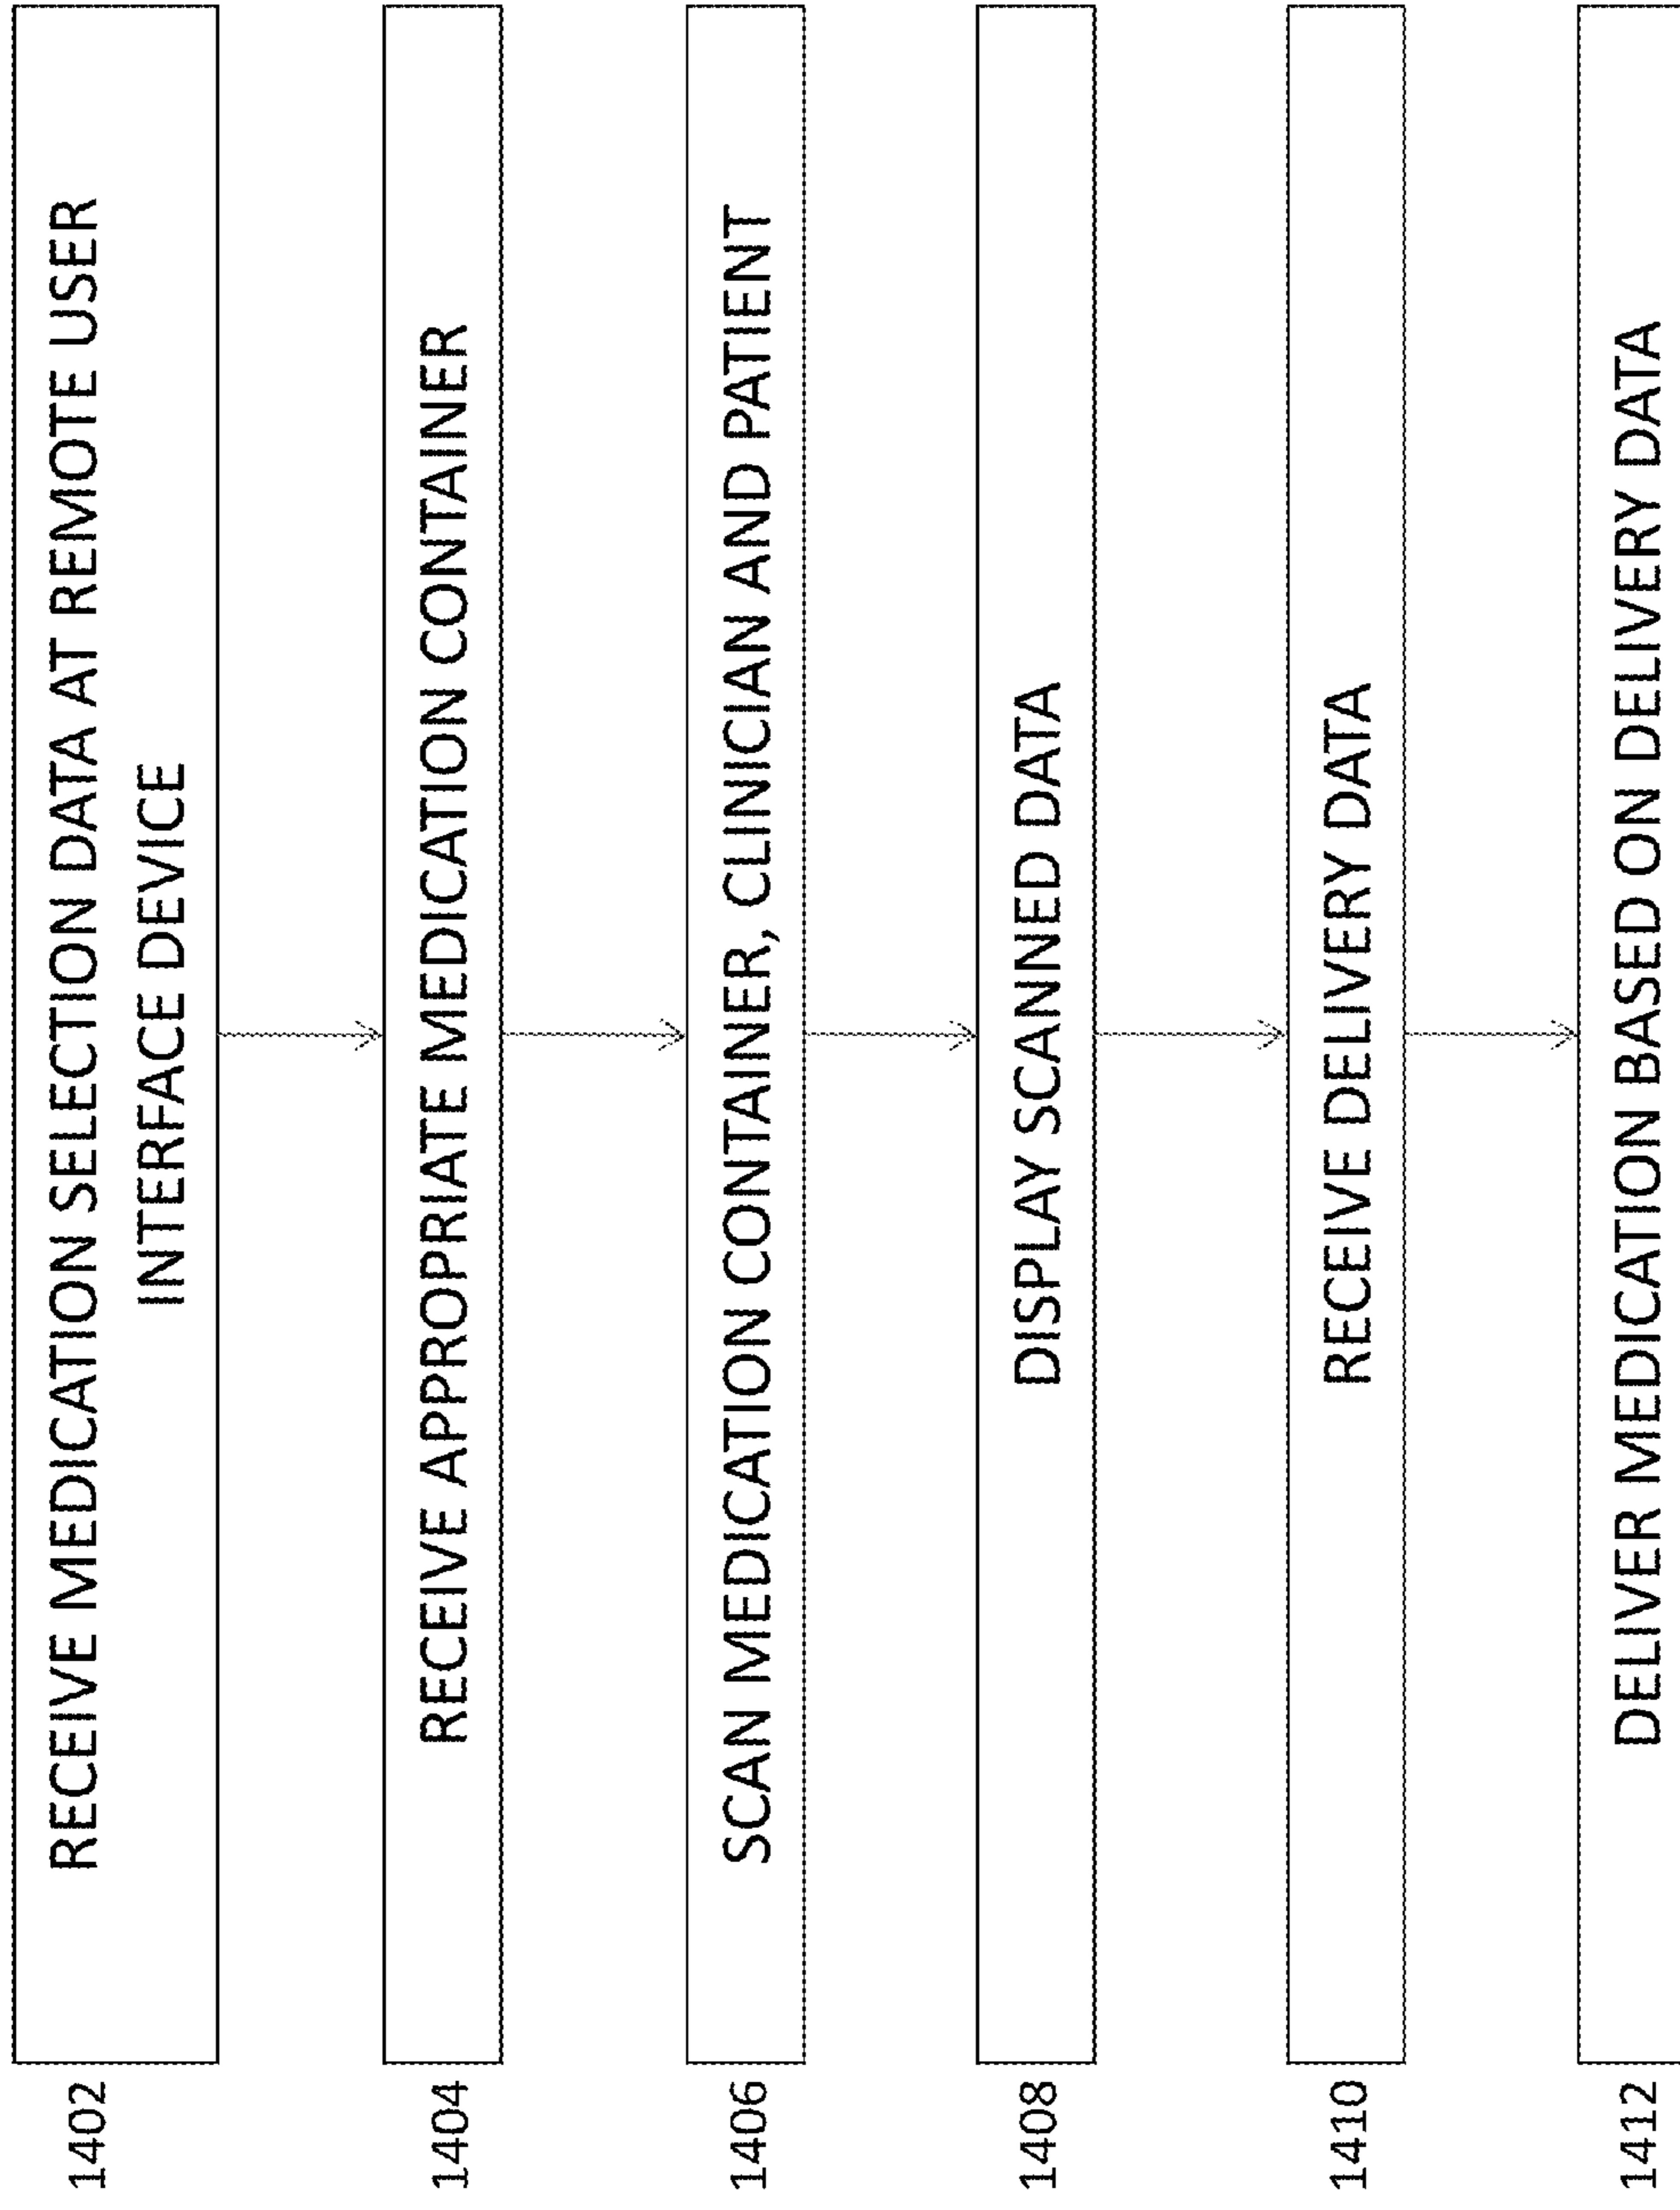 1402
RECEIVE MEDICATION SELECTION DATA AT REMOTE USER
INTERFACE DEVICE
1404
RECEIVE APPROPRIATE MEDICATION CONTAINER
1406
SCAN MEDICATION CONTAINER, CLINICIAN AND PATIENT
1408
DISPLAY SCANNED DATA
1410
RECEIVE DELIVERY DATA
1412
DELIVER MEDICATION BASED ON DELIVERY DATA